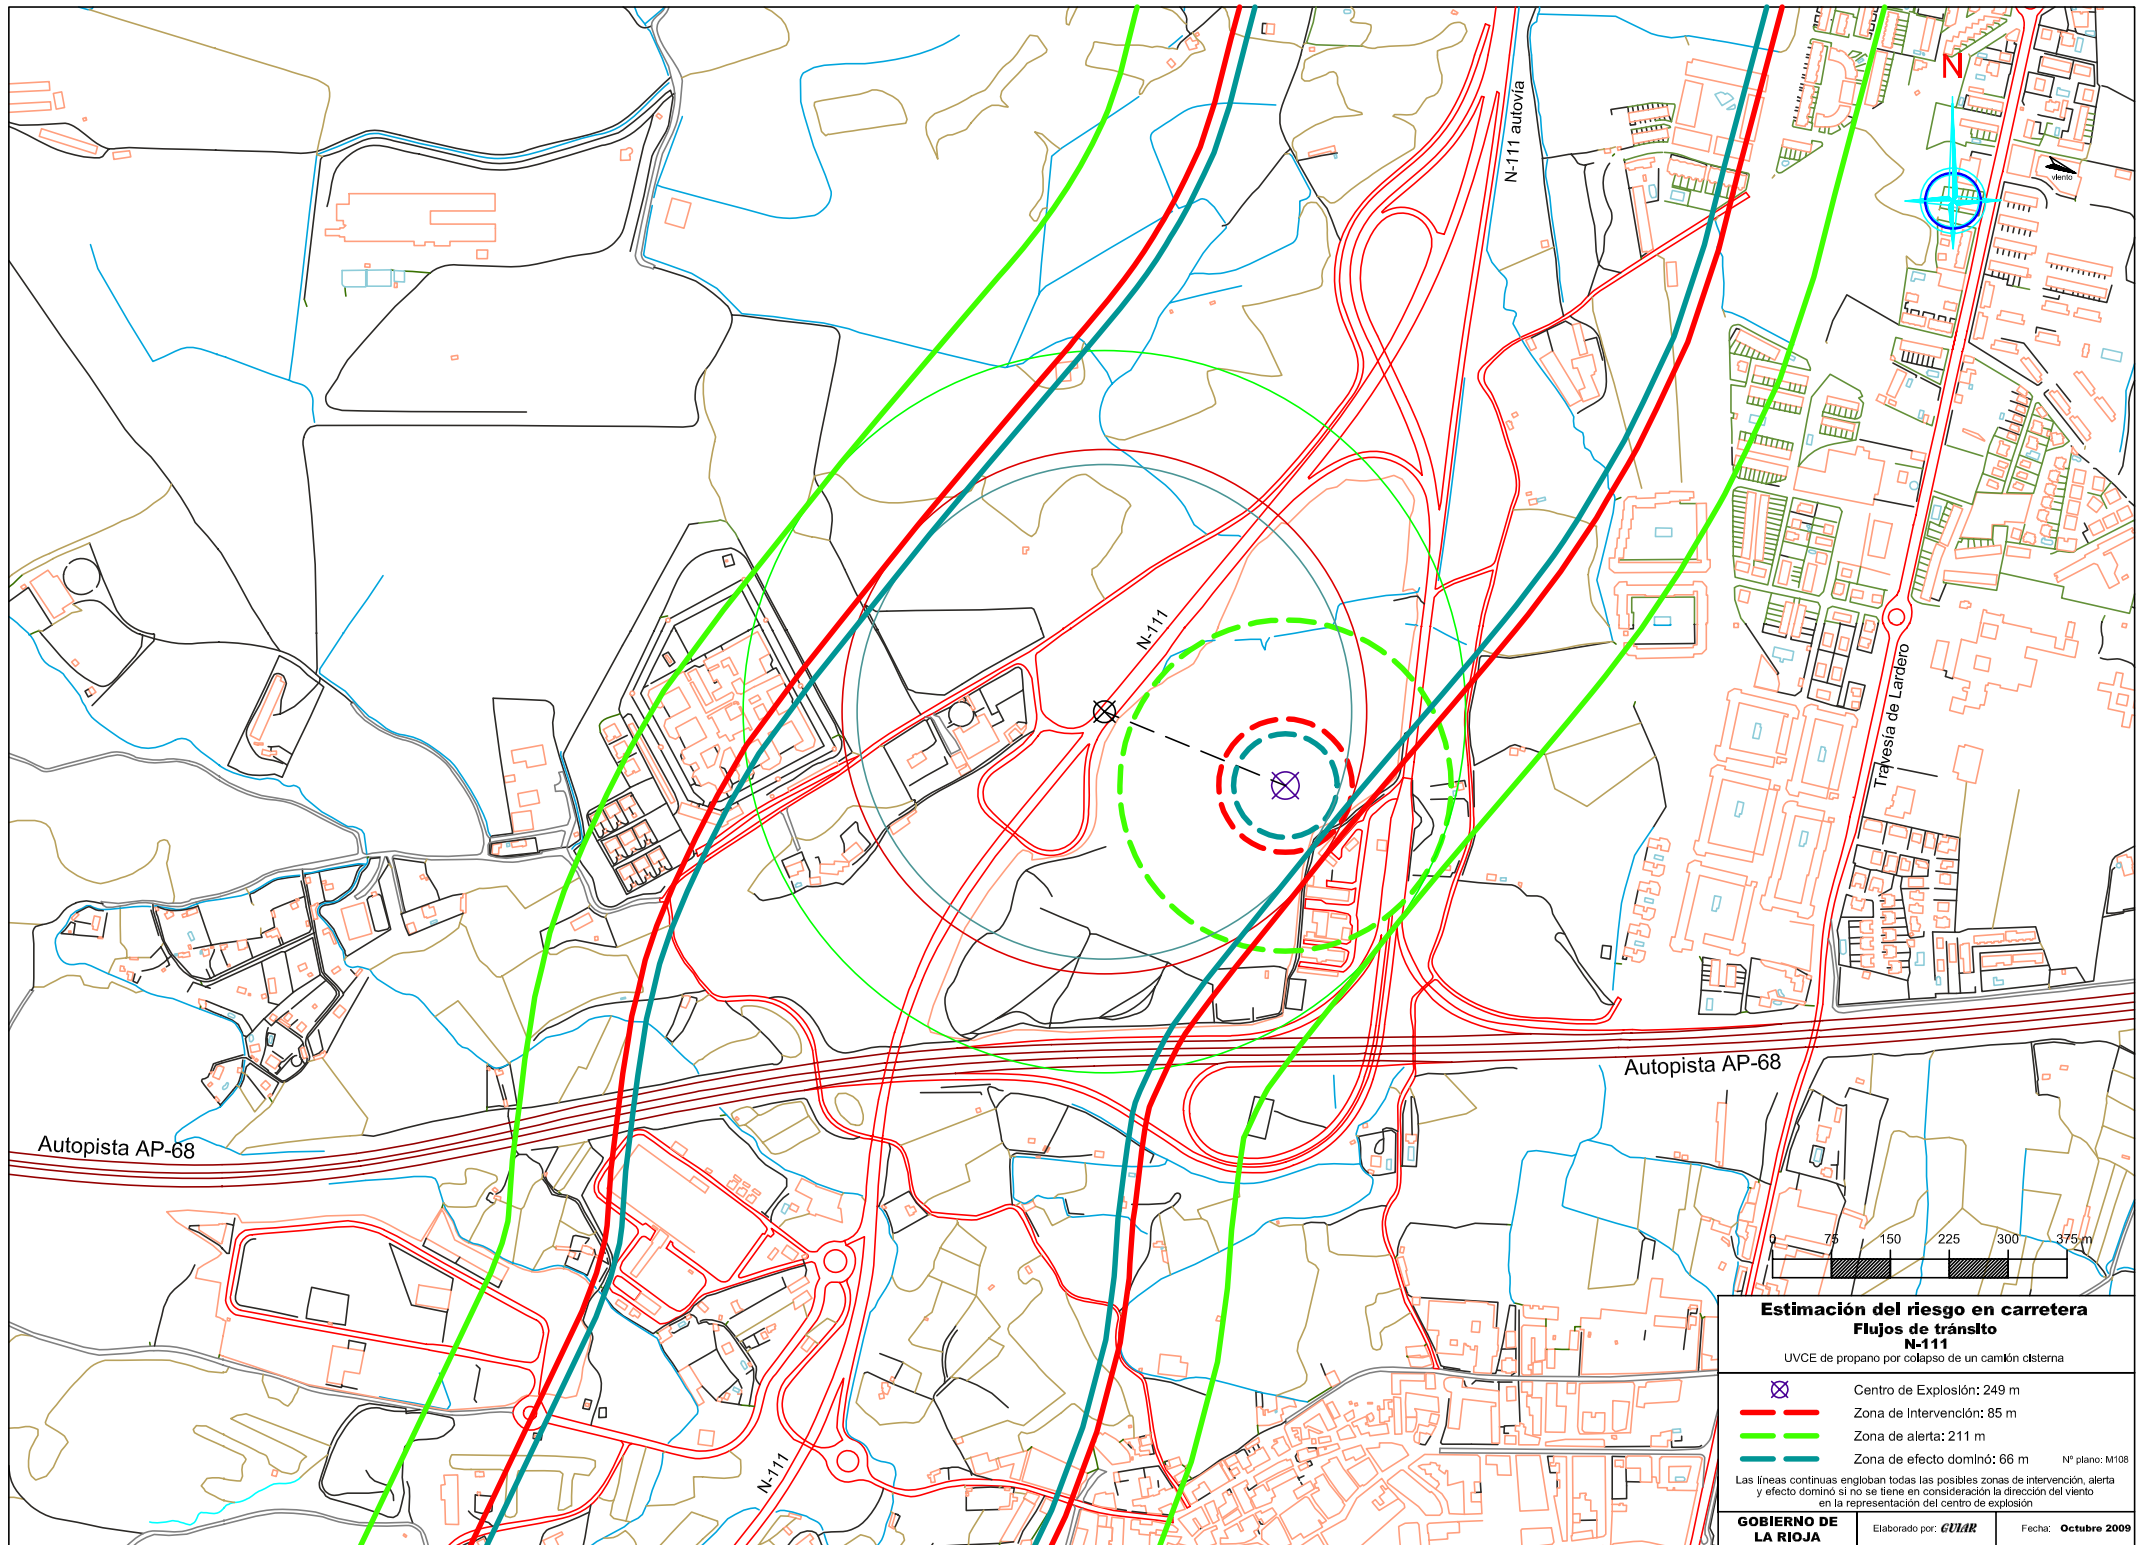 N
viento
N-111 autovía
N-111
Travesía de Lardero
Autopista AP-68
Autopista AP-68
N-111
0 75 150 225 300 375 m
Estimación del riesgo en carretera
Flujos de tránsito
N-111
UVCE de propano por colapso de un camión cisterna
Centro de Explosión: 249 m
Zona de Intervención: 85 m
Zona de alerta: 211 m
Zona de efecto dominó: 66 m
Nº plano: M108
Las líneas continuas engloban todas las posibles zonas de intervención, alerta
y efecto dominó si no se tiene en consideración la dirección del viento
en la representación del centro de explosión
GOBIERNO DE
LA RIOJA
Elaborado por: GUIAR
Fecha: Octubre 2009